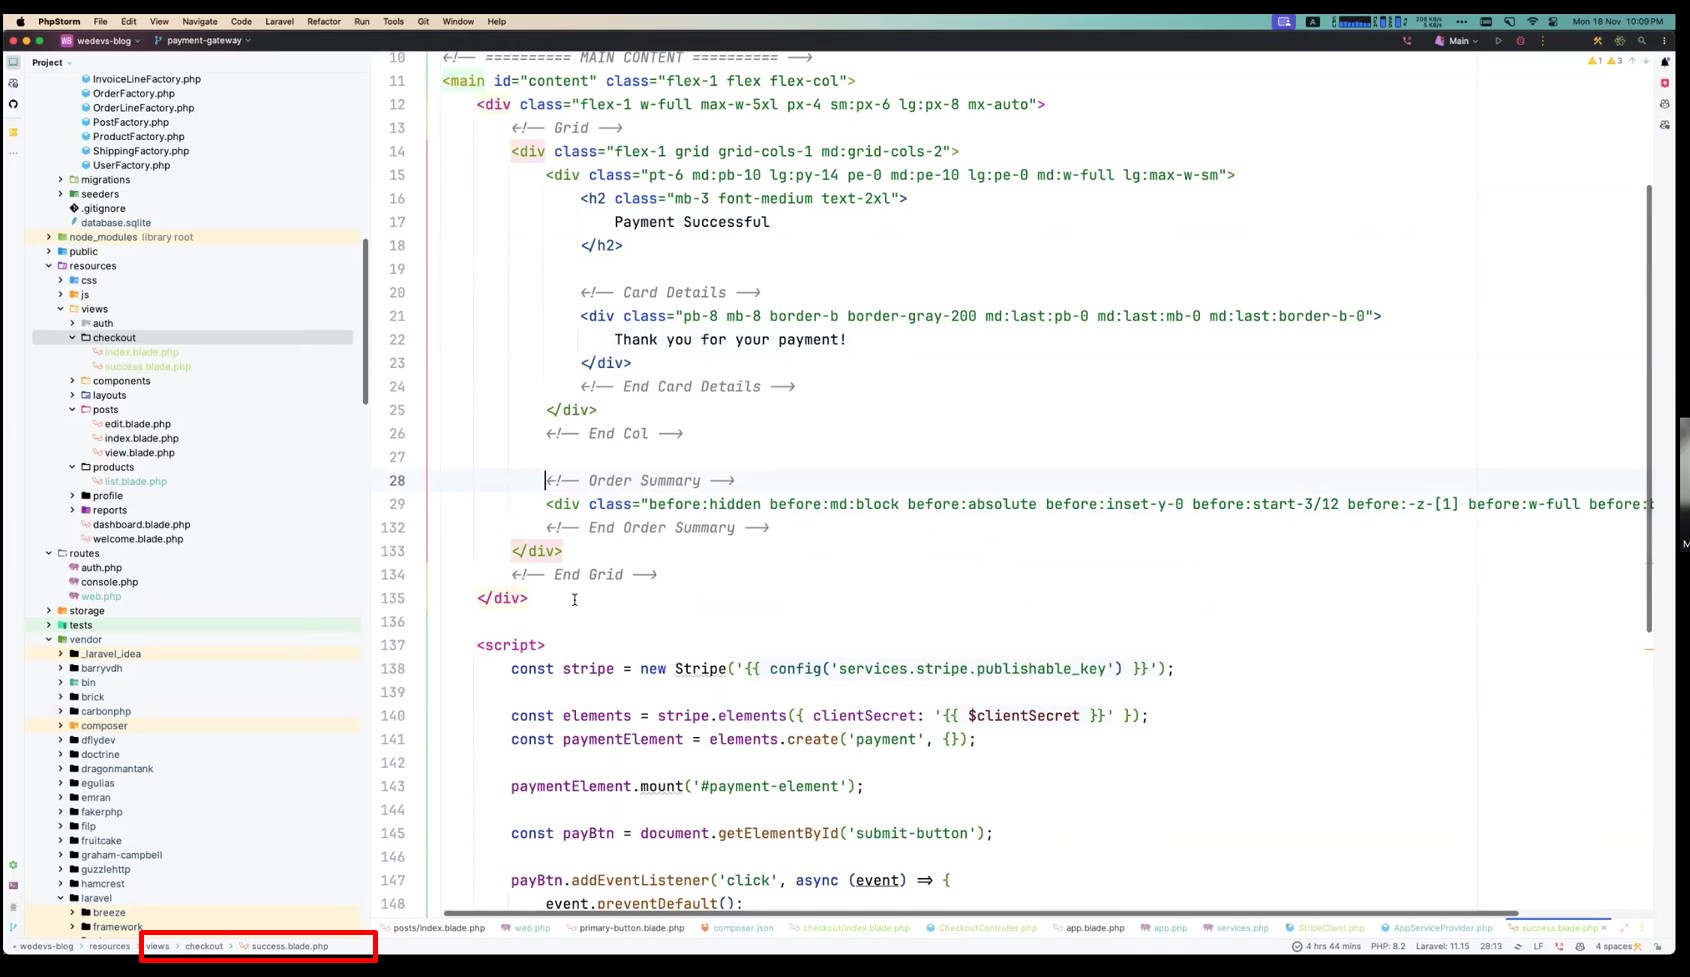 PhpStorm File Edit View Navigate Code Laravel Refactor Run Tools Git Window Help
Mon 18 Nov 10:09 PM
WB wedevs-blog payment-gateway
Main
Project
InvoiceLineFactory.php
OrderFactory.php
OrderLineFactory.php
PostFactory.php
ProductFactory.php
ShippingFactory.php
UserFactory.php
migrations
seeders
.gitignore
database.sqlite
node_modules library root
public
resources
css
js
views
auth
checkout
index.blade.php
success.blade.php
components
layouts
posts
edit.blade.php
index.blade.php
view.blade.php
products
list.blade.php
profile
reports
dashboard.blade.php
welcome.blade.php
routes
auth.php
console.php
web.php
storage
tests
vendor
_laravel_idea
barryvdh
bin
brick
carbonphp
composer
dflydev
doctrine
dragonmantank
egulias
emran
fakerphp
filp
fruitcake
graham-campbell
guzzlehttp
hamcrest
laravel
breeze
framework
10 <!-- ========== MAIN CONTENT ========== -->
11 <main id="content" class="flex-1 flex flex-col">
12 <div class="flex-1 w-full max-w-5xl px-4 sm:px-6 lg:px-8 mx-auto">
13 <!-- Grid -->
14 <div class="flex-1 grid grid-cols-1 md:grid-cols-2">
15 <div class="pt-6 md:pb-10 lg:py-14 pe-0 md:pe-10 lg:pe-0 md:w-full lg:max-w-sm">
16 <h2 class="mb-3 font-medium text-2xl">
17 Payment Successful
18 </h2>
19
20 <!-- Card Details -->
21 <div class="pb-8 mb-8 border-b border-gray-200 md:last:pb-0 md:last:mb-0 md:last:border-b-0">
22 Thank you for your payment!
23 </div>
24 <!-- End Card Details -->
25 </div>
26 <!-- End Col -->
27
28 <!-- Order Summary -->
29 <div class="before:hidden before:md:block before:absolute before:inset-y-0 before:start-3/12 before:-z-[1] before:w-full before:
132 <!-- End Order Summary -->
133 </div>
134 <!-- End Grid -->
135 </div>
136
137 <script>
138 const stripe = new Stripe('{{ config('services.stripe.publishable_key') }}');
139
140 const elements = stripe.elements({ clientSecret: '{{ $clientSecret }}' });
141 const paymentElement = elements.create('payment', {});
142
143 paymentElement.mount('#payment-element');
144
145 const payBtn = document.getElementById('submit-button');
146
147 payBtn.addEventListener('click', async (event) => {
148 event.preventDefault();
posts/index.blade.php web.php primary-button.blade.php composer.json checkout/index.blade.php CheckoutController.php app.blade.php app.php services.php StripeClient.php AppServiceProvider.php success.blade.php
wedevs-blog resources views checkout success.blade.php
4 hrs 44 mins PHP: 8.2 Laravel: 11.15 28:13 LF 4 spaces